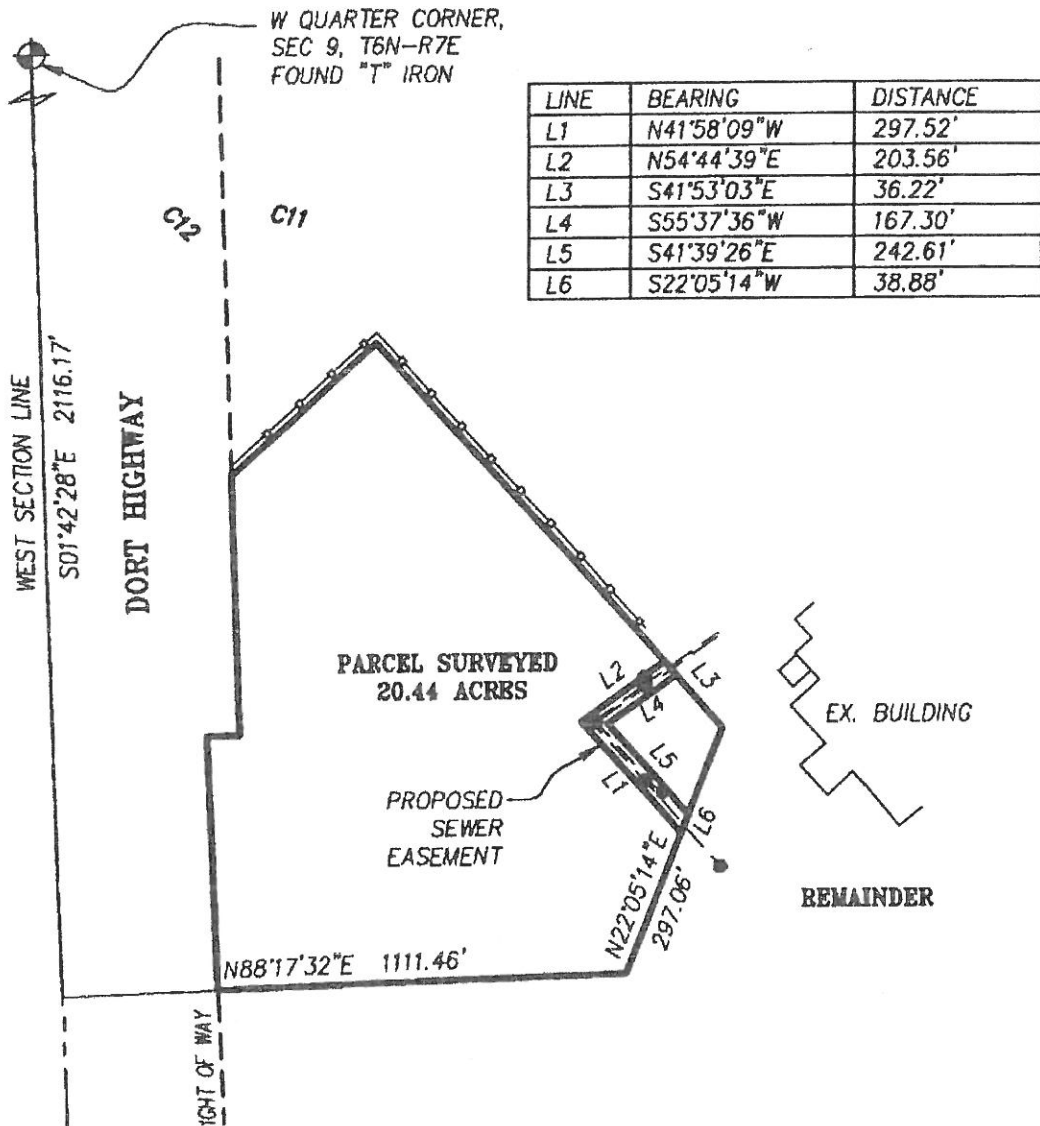 W QUARTER CORNER,
SEC 9, T6N-R7E
FOUND "T" IRON
LINE BEARING DISTANCE
L1 N41°58'09"W 297.52'
L2 N54°44'39"E 203.56'
L3 S41°53'03"E 36.22'
L4 S55°37'36"W 167.30'
L5 S41°39'26"E 242.61'
L6 S22°05'14"W 38.88'
C12
C11
WEST SECTION LINE
S01°42'28"E 2116.17'
DORT HIGHWAY
PARCEL SURVEYED
20.44 ACRES
L2
L3
L4
EX. BUILDING
L5
L1
L6
PROPOSED
SEWER
EASEMENT
N22°05'14"E
297.06'
REMAINDER
N88°17'32"E 1111.46'
IGHT OF WAY